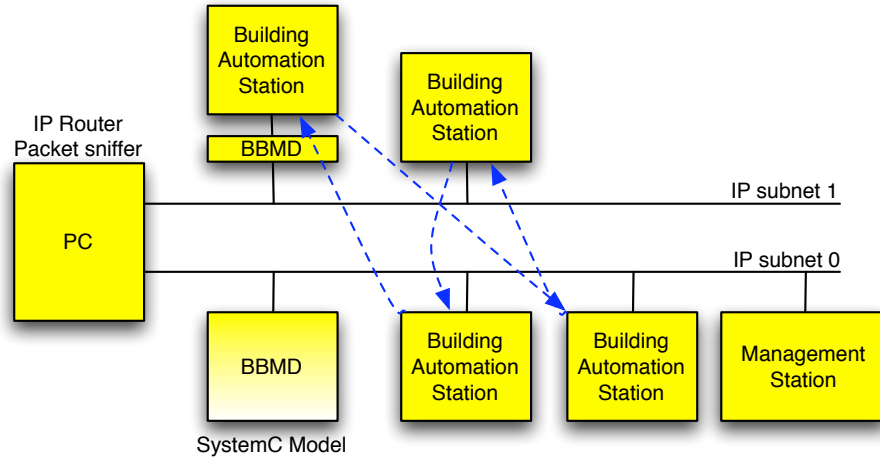 Building
Automation
Station
Building
Automation
Station
IP Router
Packet sniffer
BBMD
PC
IP subnet 1
IP subnet 0
BBMD
Building
Automation
Station
Building
Automation
Station
Management
Station
SystemC Model